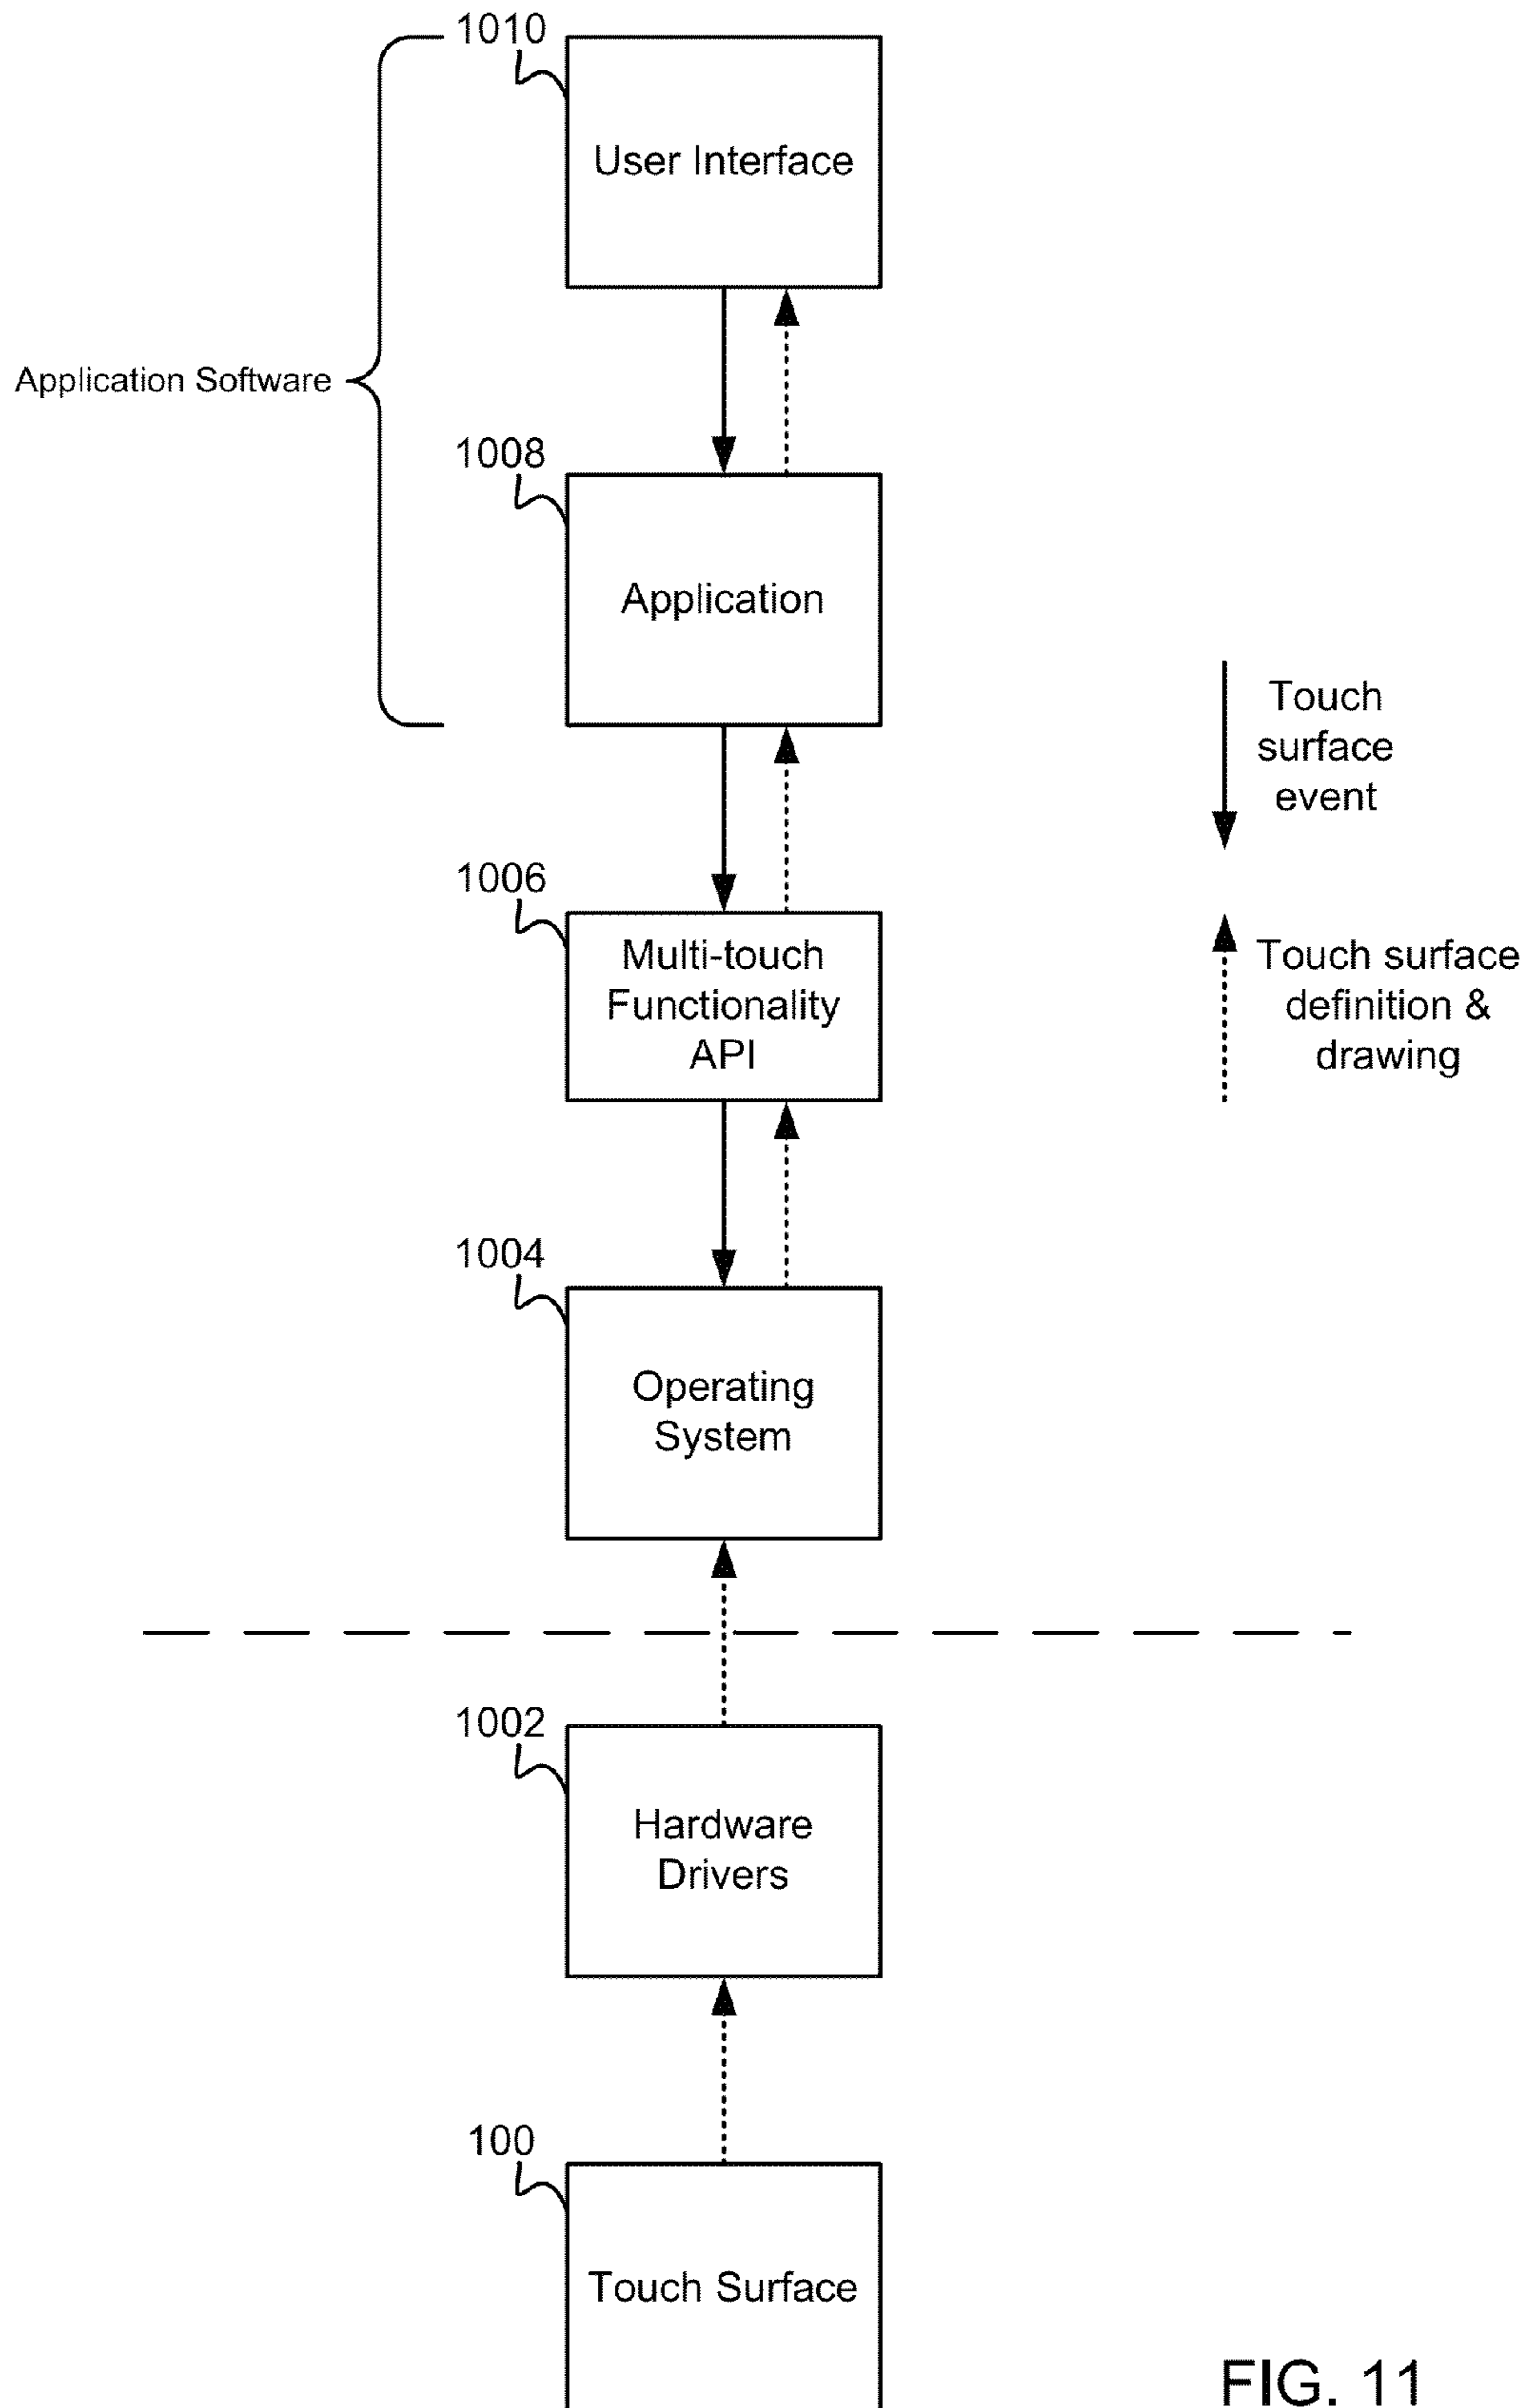 1010
User Interface
Application Software
1008
Application
Touch
surface
event
1006
Multi-touch
Functionality
API
Touch surface
definition &
drawing
1004
Operating
System
1002
Hardware
Drivers
100
Touch Surface
FIG. 11